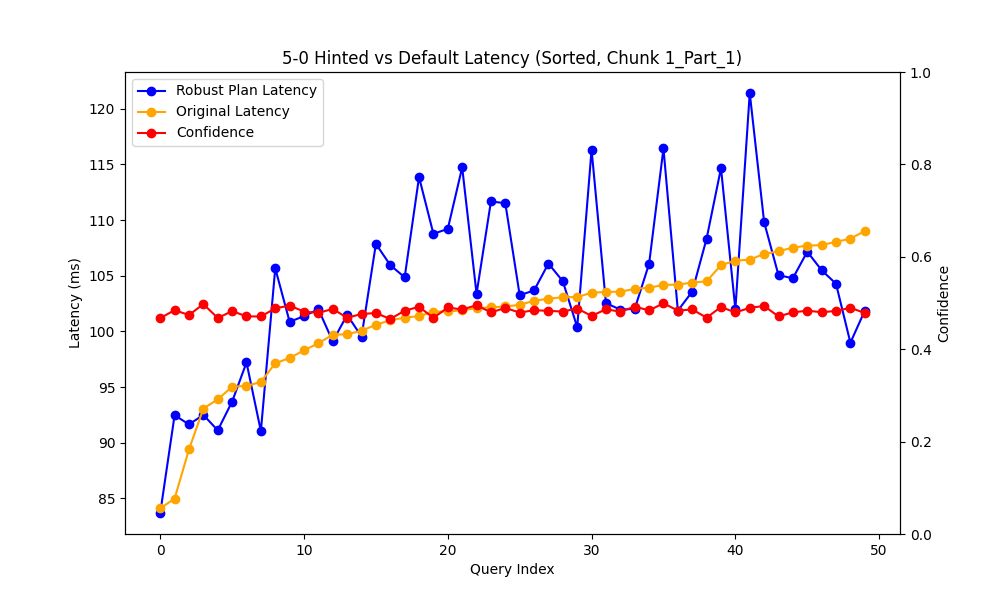 5-0 Hinted vs Default Latency (Sorted, Chunk 1_Part_1)
Robust Plan Latency
Original Latency
Confidence
Latency (ms)
120
115
110
105
100
95
90
85
1.0
0.8
0.6
0.4
0.2
0.0
Confidence
0 10 20 30 40 50
Query Index